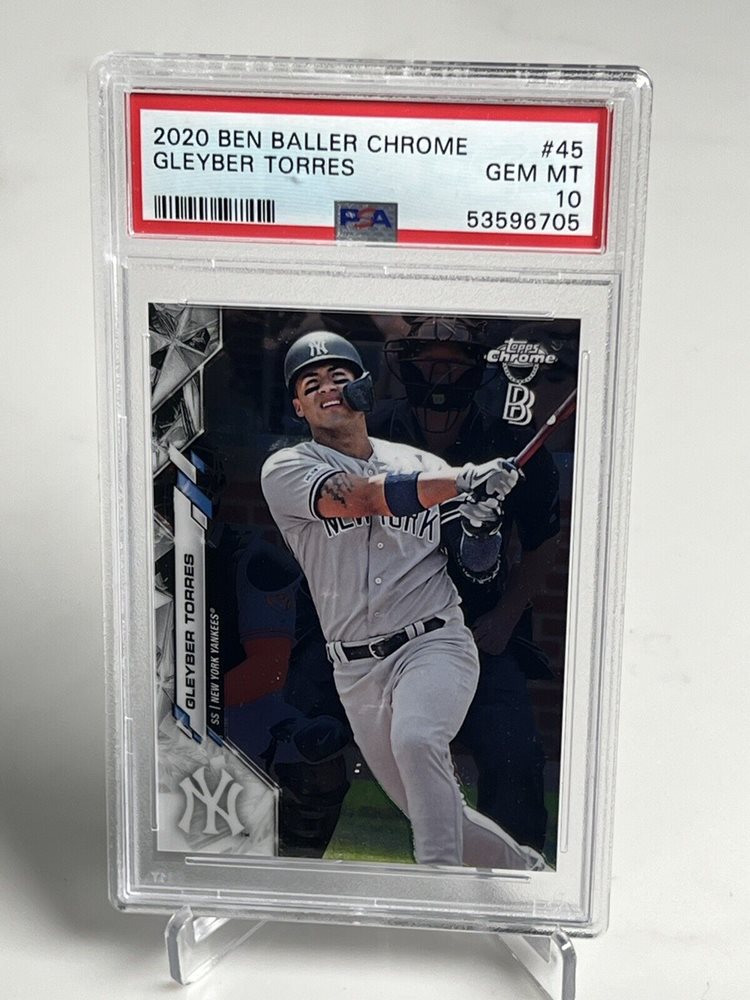 2020 BEN BALLER CHROME #45
GLEYBER TORRES GEM MT
10
PSA 53596705
Topps
Chrome
B
NY
NEW YORK
GLEYBER TORRES
SS | NEW YORK YANKEES®
NY
™